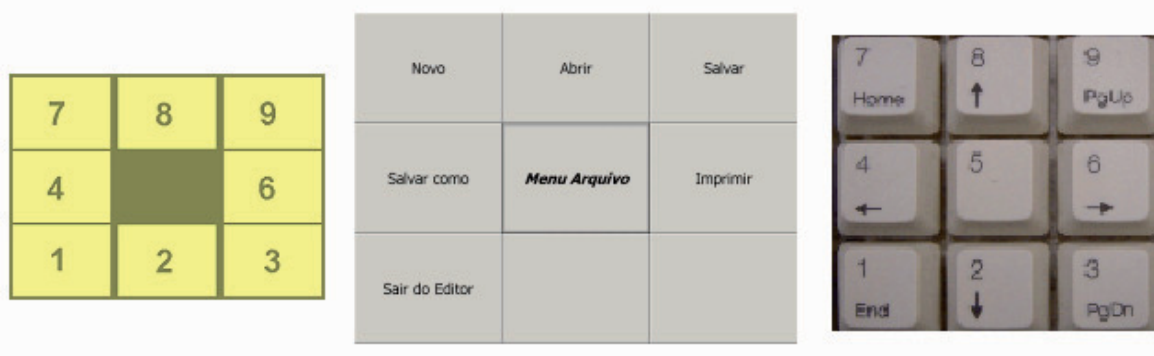 7 8 9
4 6
1 2 3
Novo Abrir Salvar
Salvar como Menu Arquivo Imprimir
Sair do Editor
7 8 9
Home ↑ PgUp
4 5 6
← →
1 2 3
End ↓ PgDn